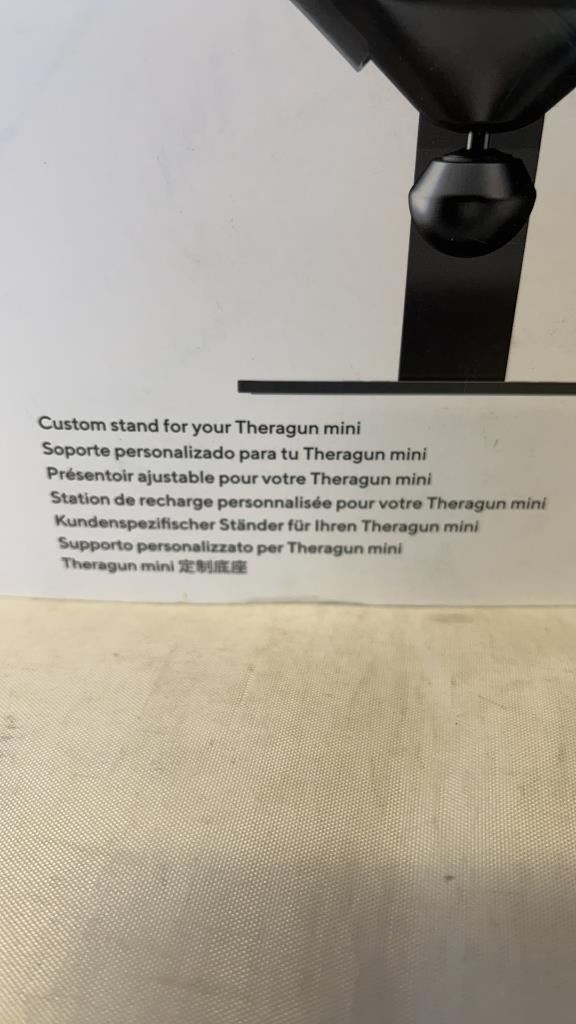 Custom stand for your Theragun mini
Soporte personalizado para tu Theragun mini
Présentoir ajustable pour votre Theragun mini
Station de recharge personnalisée pour votre Theragun mini
Kundenspezifischer Ständer für Ihren Theragun mini
Supporto personalizzato per Theragun mini
Theragun mini 定制底座